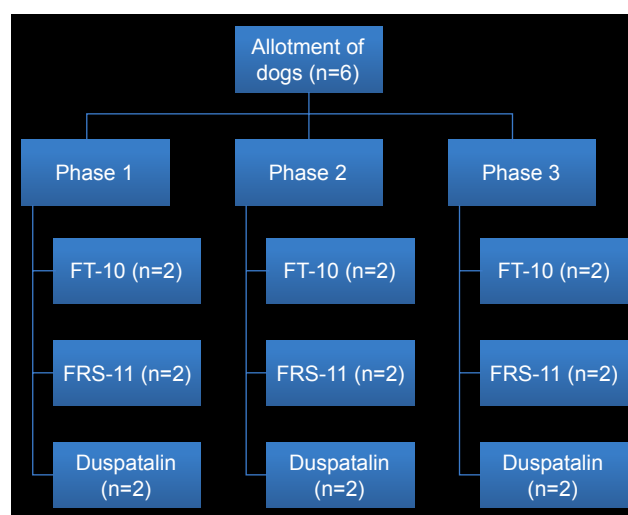 Allotment of
dogs (n=6)
Phase 1
Phase 2
Phase 3
FT-10 (n=2)
FT-10 (n=2)
FT-10 (n=2)
FRS-11 (n=2)
FRS-11 (n=2)
FRS-11 (n=2)
Duspatalin
(n=2)
Duspatalin
(n=2)
Duspatalin
(n=2)